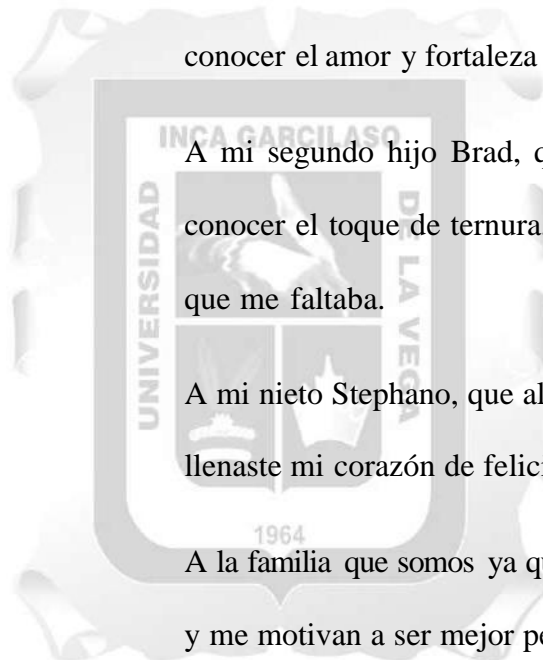 conocer el amor y fortaleza
INCA GARCILASO
A mi segundo hijo Brad,
UNIVERSIDAD
DE LA VEGA
conocer el toque de ternura
que me faltaba.
A mi nieto Stephano, que
llenaste mi corazón de
1964
A la familia que somos ya
y me motivan a ser mejor